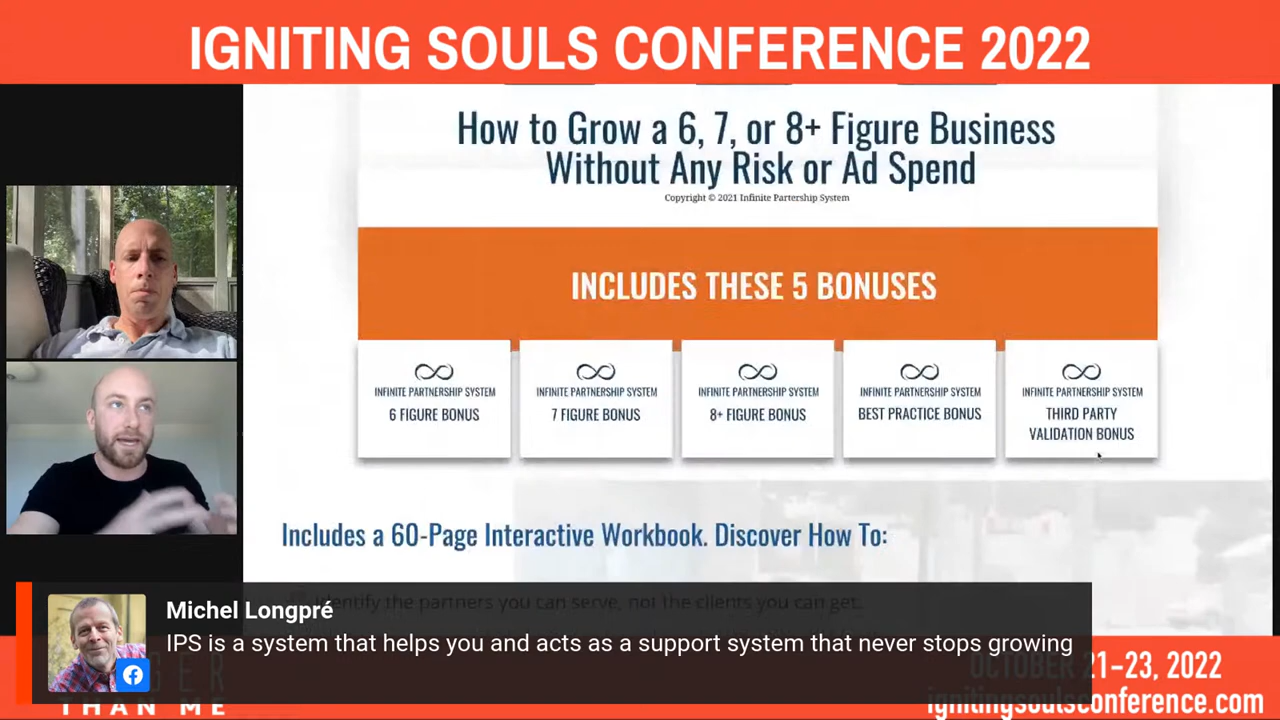 IGNITING SOULS CONFERENCE 2022
How to Grow a 6, 7, or 8+ Figure Business
Without Any Risk or Ad Spend
Copyright © 2021 Infinite Partership System
INCLUDES THESE 5 BONUSES
INFINITE PARTNERSHIP SYSTEM
6 FIGURE BONUS
INFINITE PARTNERSHIP SYSTEM
7 FIGURE BONUS
INFINITE PARTNERSHIP SYSTEM
8+ FIGURE BONUS
INFINITE PARTNERSHIP SYSTEM
BEST PRACTICE BONUS
INFINITE PARTNERSHIP SYSTEM
THIRD PARTY
VALIDATION BONUS
Includes a 60-Page Interactive Workbook. Discover How To:
identify the partners you can serve, not the clients you can get.
Michel Longpré
IPS is a system that helps you and acts as a support system that never stops growing
THAN ME
OCTOBER 21-23, 2022
ignitingsoulsconference.com